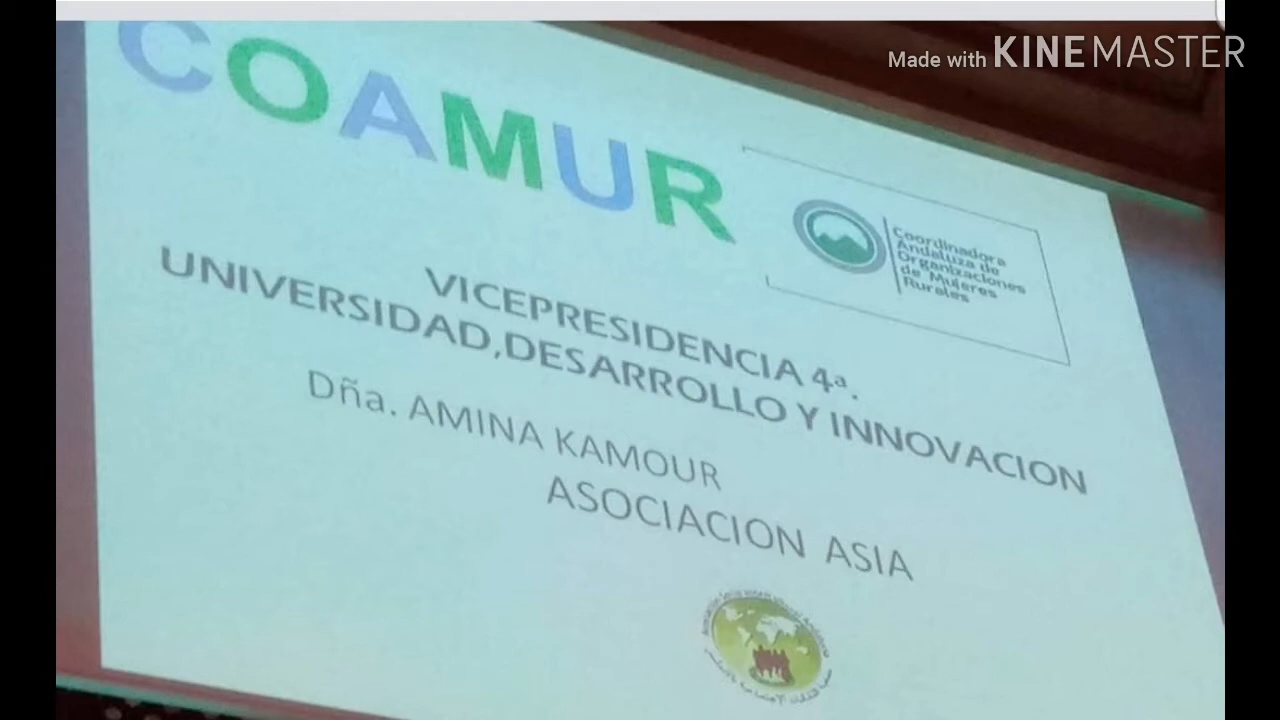 Made with KINEMASTER
COAMUR
Coordinadora
Andaluza de
Organizaciones
de Mujeres
Rurales
VICEPRESIDENCIA 4ª.
UNIVERSIDAD,DESARROLLO Y INNOVACION
Dña. AMINA KAMOUR
ASOCIACION ASIA